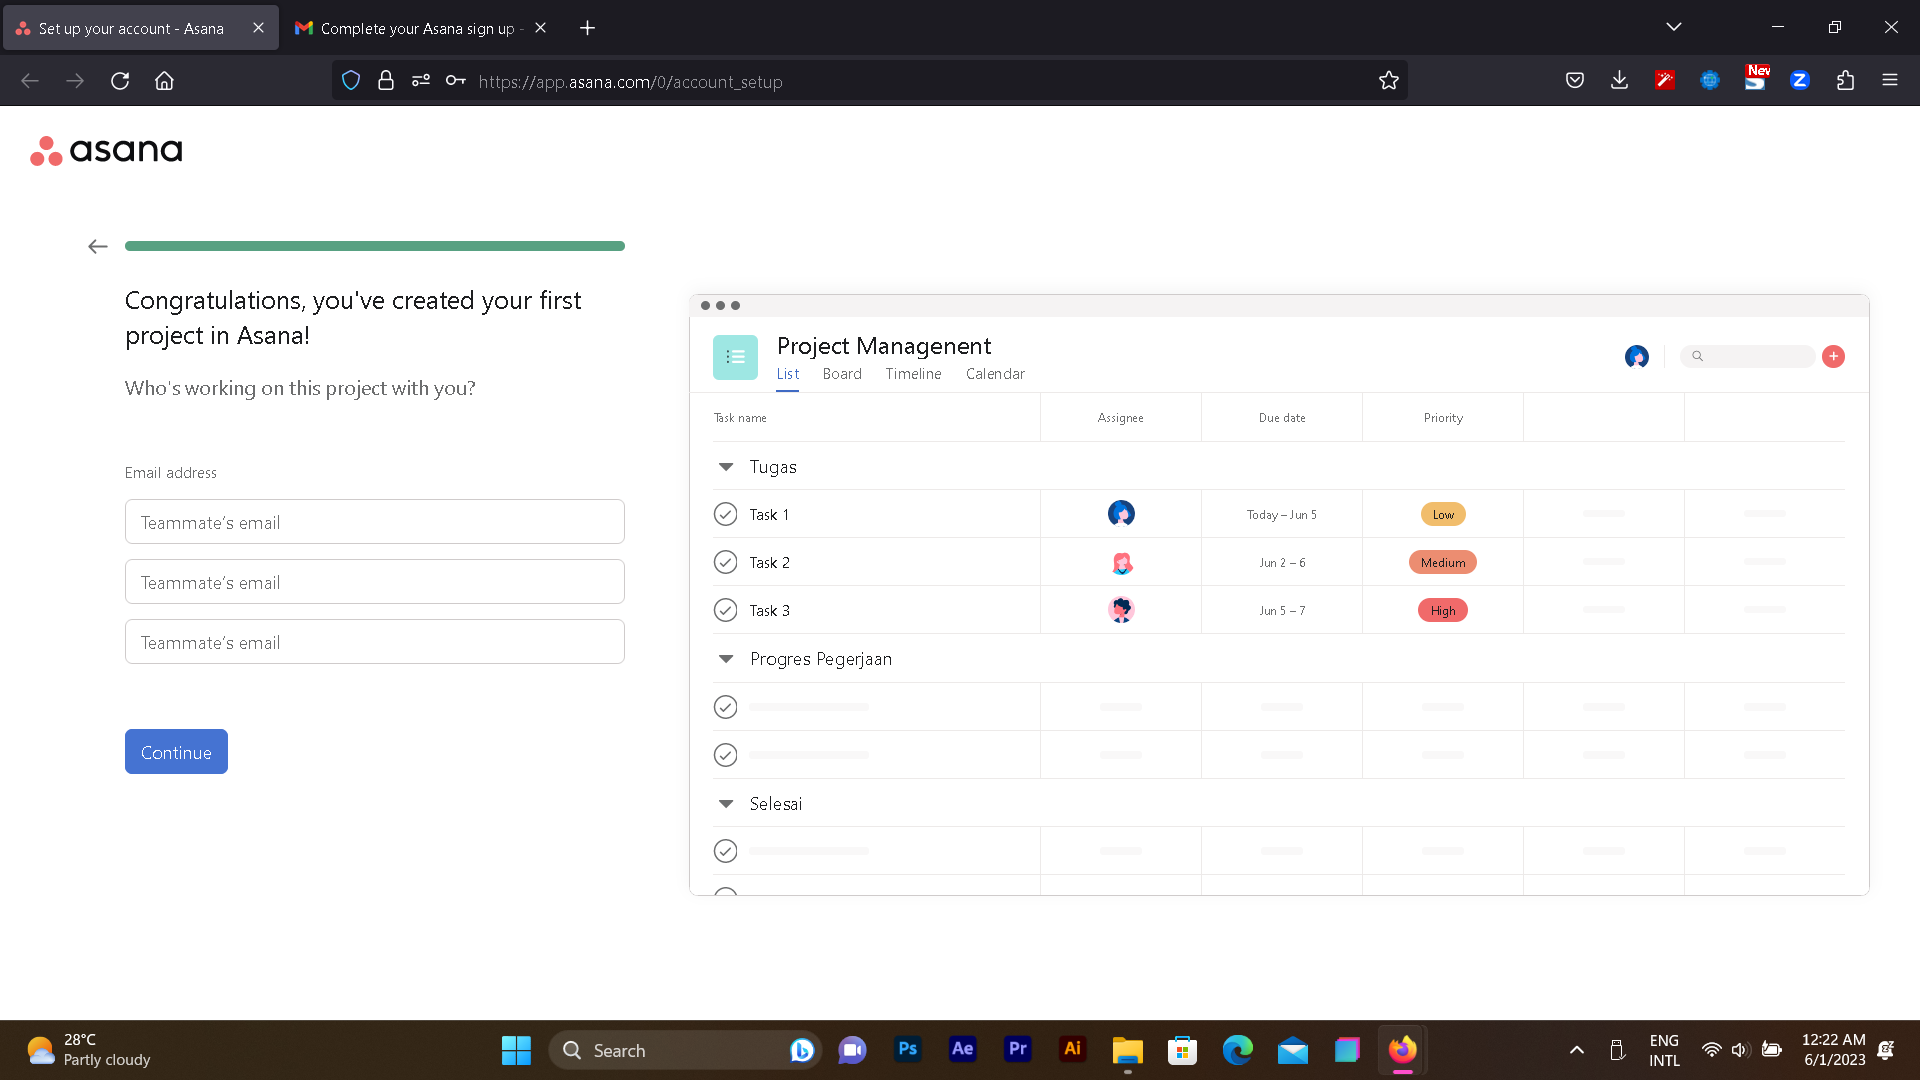 Set up your account - Asana
Complete your Asana sign up -
https://app.asana.com/0/account_setup
New
asana
Congratulations, you've created your first
project in Asana!
Who's working on this project with you?
Email address
Teammate’s email
Teammate’s email
Teammate’s email
Continue
Project Managenent
List Board Timeline Calendar
Task name Assignee Due date Priority
Tugas
Task 1 Today – Jun 5 Low
Task 2 Jun 2 – 6 Medium
Task 3 Jun 5 – 7 High
Progres Pegerjaan
Selesai
28°C
Partly cloudy
Search
Ps
Ae
Pr
Ai
ENG
INTL
12:22 AM
6/1/2023